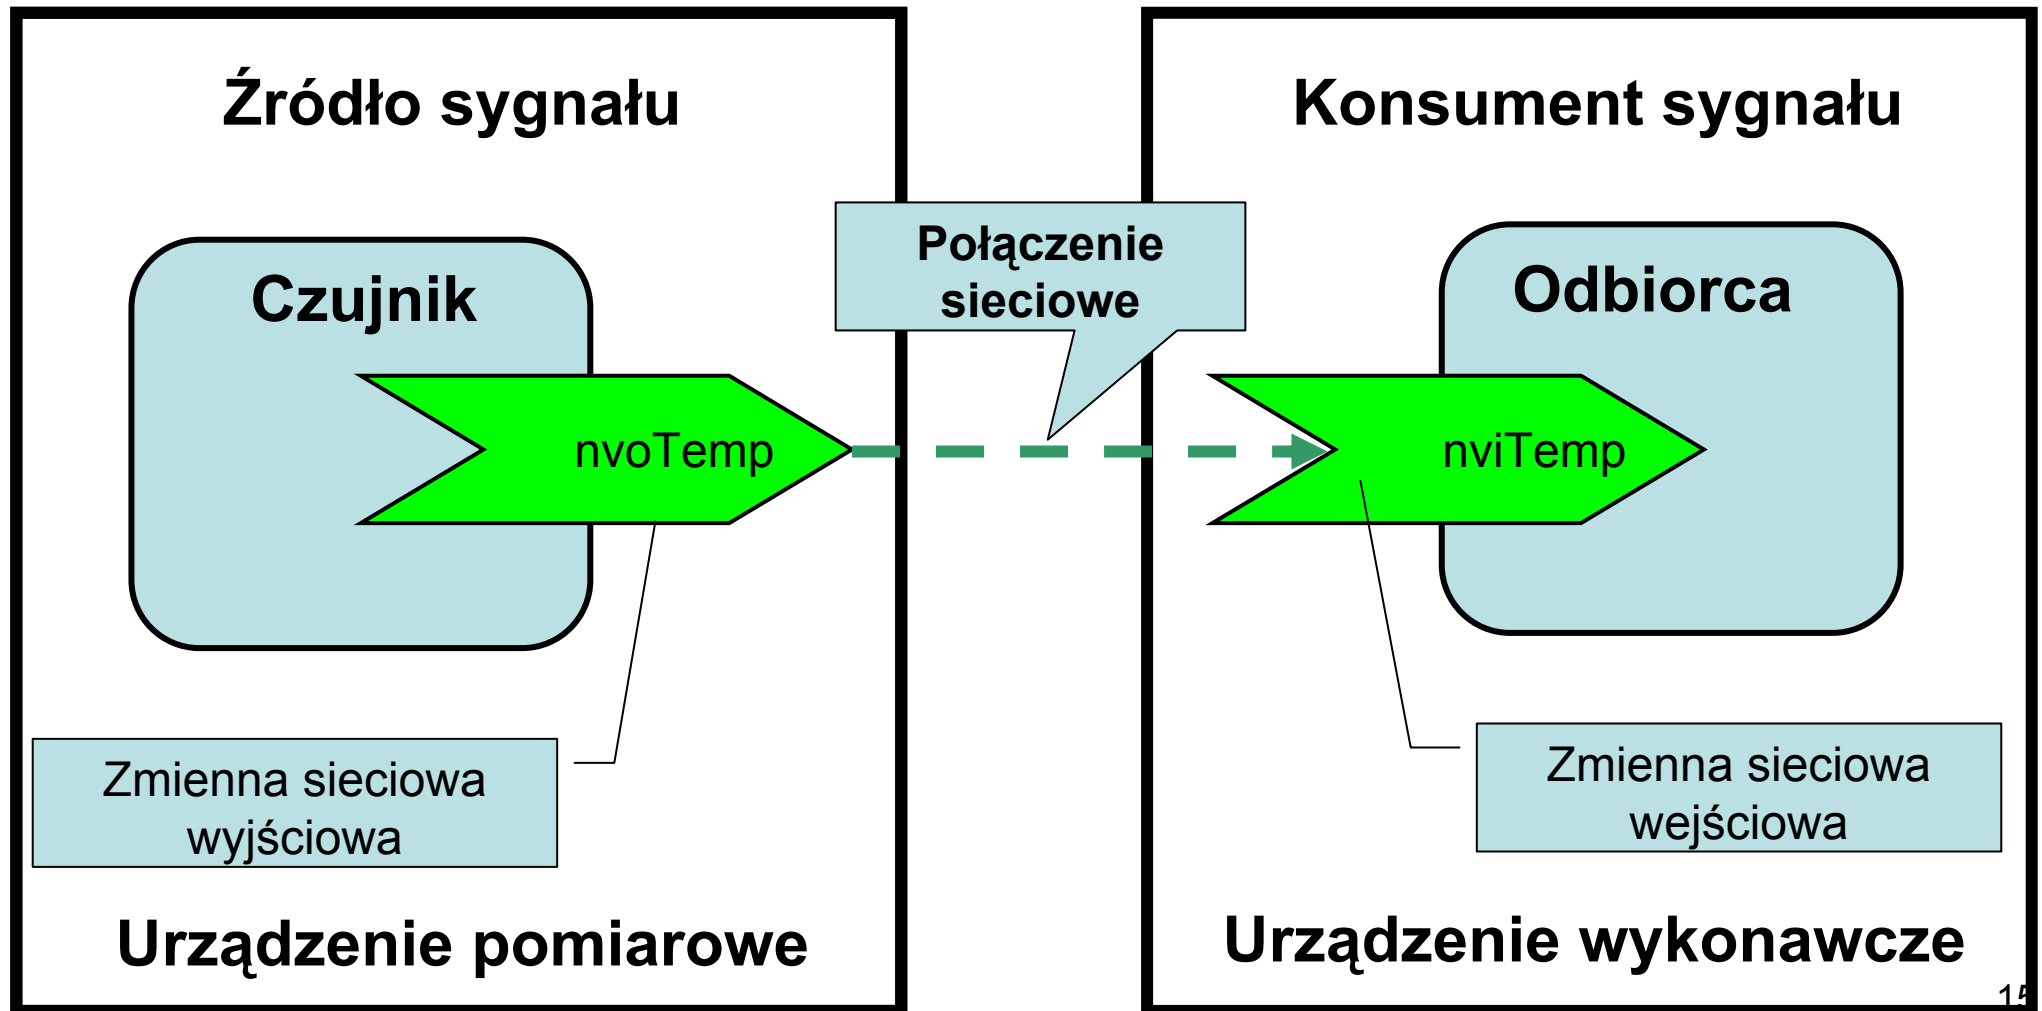 Źródło sygnału
Konsument sygnału
Połączenie
sieciowe
Czujnik
Odbiorca
nvoTemp
nviTemp
Zmienna sieciowa
wyjściowa
Zmienna sieciowa
wejściowa
Urządzenie pomiarowe
Urządzenie wykonawcze
15